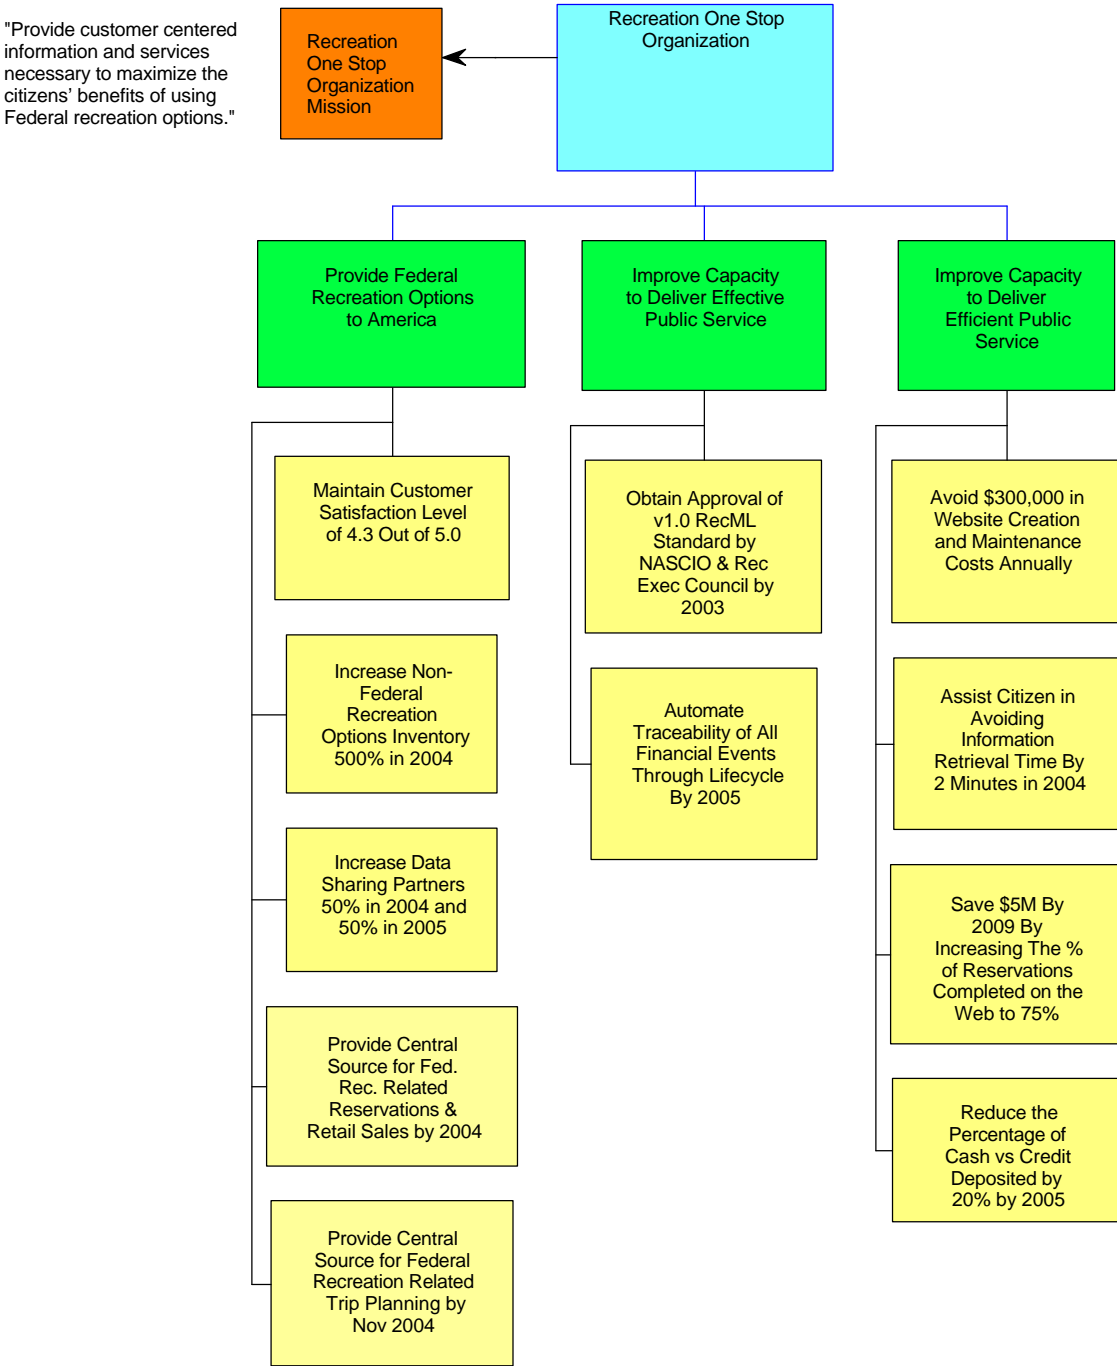 "Provide customer centered
information and services
necessary to maximize the
citizens’ benefits of using
Federal recreation options."
Recreation
One Stop
Organization
Mission
Recreation One Stop
Organization
Provide Federal
Recreation Options
to America
Improve Capacity
to Deliver Effective
Public Service
Improve Capacity
to Deliver
Efficient Public
Service
Maintain Customer
Satisfaction Level
of 4.3 Out of 5.0
Increase Non-
Federal
Recreation
Options Inventory
500% in 2004
Increase Data
Sharing Partners
50% in 2004 and
50% in 2005
Provide Central
Source for Fed.
Rec. Related
Reservations &
Retail Sales by 2004
Provide Central
Source for Federal
Recreation Related
Trip Planning by
Nov 2004
Obtain Approval of
v1.0 RecML
Standard by
NASCIO & Rec
Exec Council by
2003
Automate
Traceability of All
Financial Events
Through Lifecycle
By 2005
Avoid $300,000 in
Website Creation
and Maintenance
Costs Annually
Assist Citizen in
Avoiding
Information
Retrieval Time By
2 Minutes in 2004
Save $5M By
2009 By
Increasing The %
of Reservations
Completed on the
Web to 75%
Reduce the
Percentage of
Cash vs Credit
Deposited by
20% by 2005